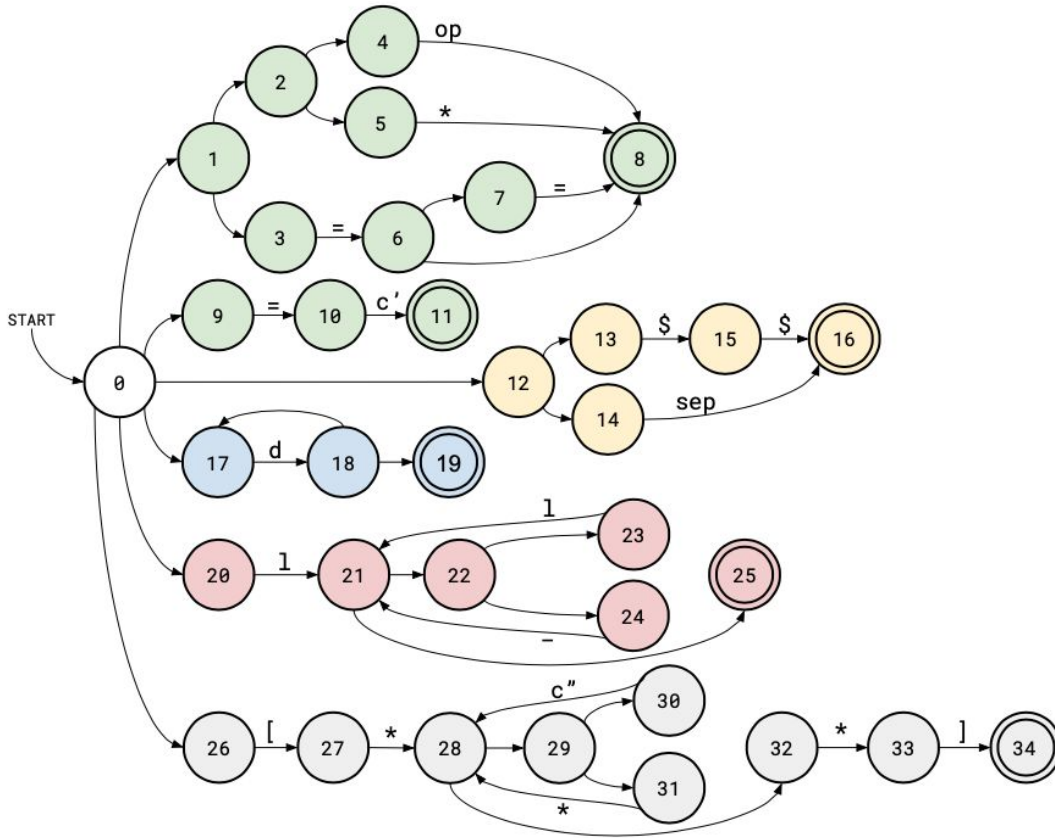 4 op
2
5 *
8
1
7 =
3 = 6
START
9 = 10 c' 11
13 $ 15 $ 16
0
12
14 sep
17 d 18 19
l 23
20 l 21 22 25
24
-
c" 30
26 [ 27 * 28 29 32 * 33 ] 34
31
*